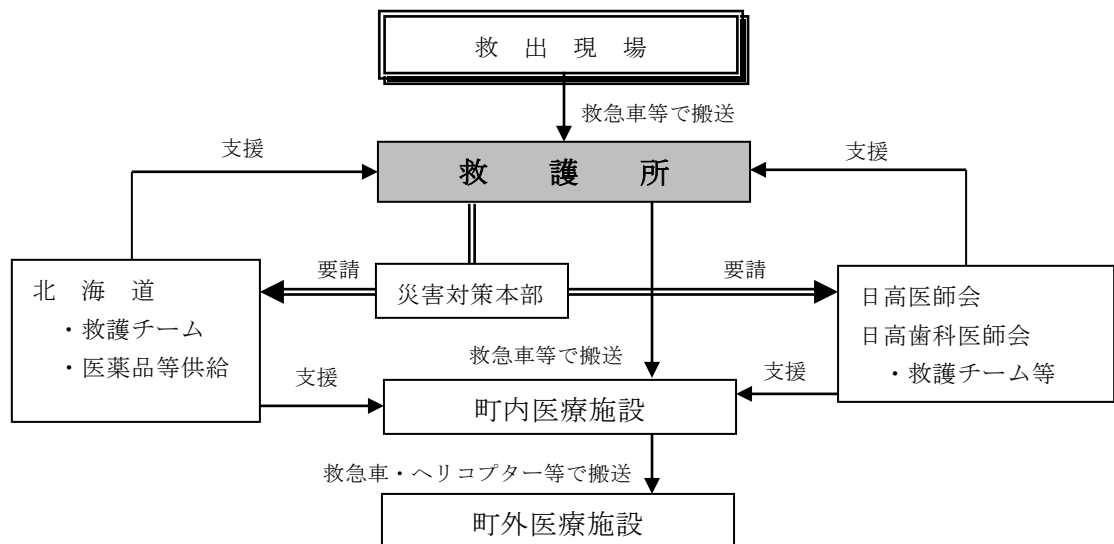 救 出 現 場
救急車等で搬送
支援
支援
救 護 所
要請
要請
災害対策本部
北 海 道
・救護チーム
・医薬品等供給
日高医師会
日高歯科医師会
・救護チーム等
救急車等で搬送
支援
支援
町内医療施設
救急車・ヘリコプター等で搬送
町外医療施設